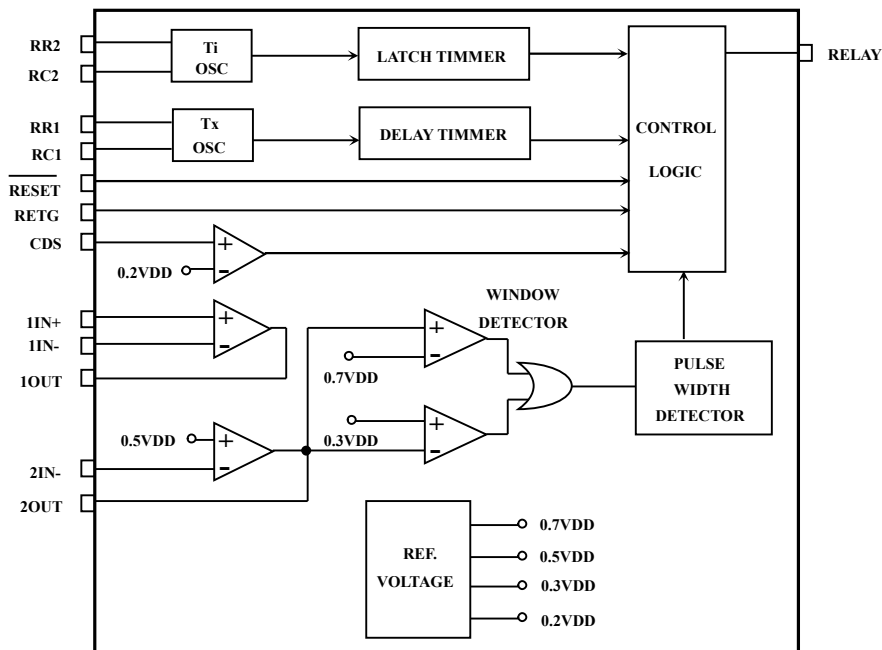 RR2
RC2
Ti
OSC
LATCH TIMMER
RELAY
RR1
RC1
Tx
OSC
DELAY TIMMER
CONTROL
LOGIC
RESET
RETG
CDS
+
-
0.2VDD
1IN+
1IN-
1OUT
+
-
WINDOW
DETECTOR
+
-
0.7VDD
PULSE
WIDTH
DETECTOR
0.5VDD
+
-
0.3VDD
+
-
2IN-
2OUT
REF.
VOLTAGE
0.7VDD
0.5VDD
0.3VDD
0.2VDD